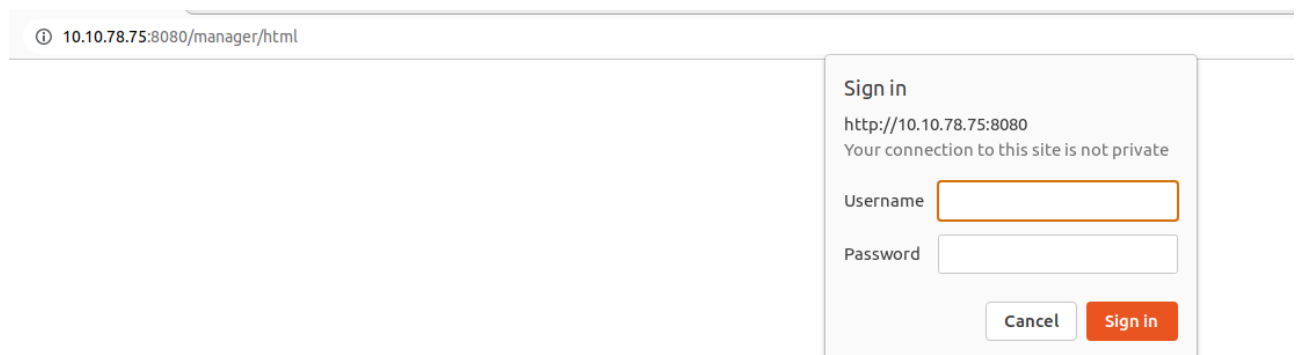 10.10.78.75:8080/manager/html
Sign in
http://10.10.78.75:8080
Your connection to this site is not private
Username
Password
Cancel Sign in